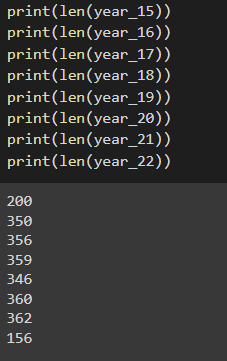 print(len(year_15))
print(len(year_16))
print(len(year_17))
print(len(year_18))
print(len(year_19))
print(len(year_20))
print(len(year_21))
print(len(year_22))
200
350
356
359
346
360
362
156